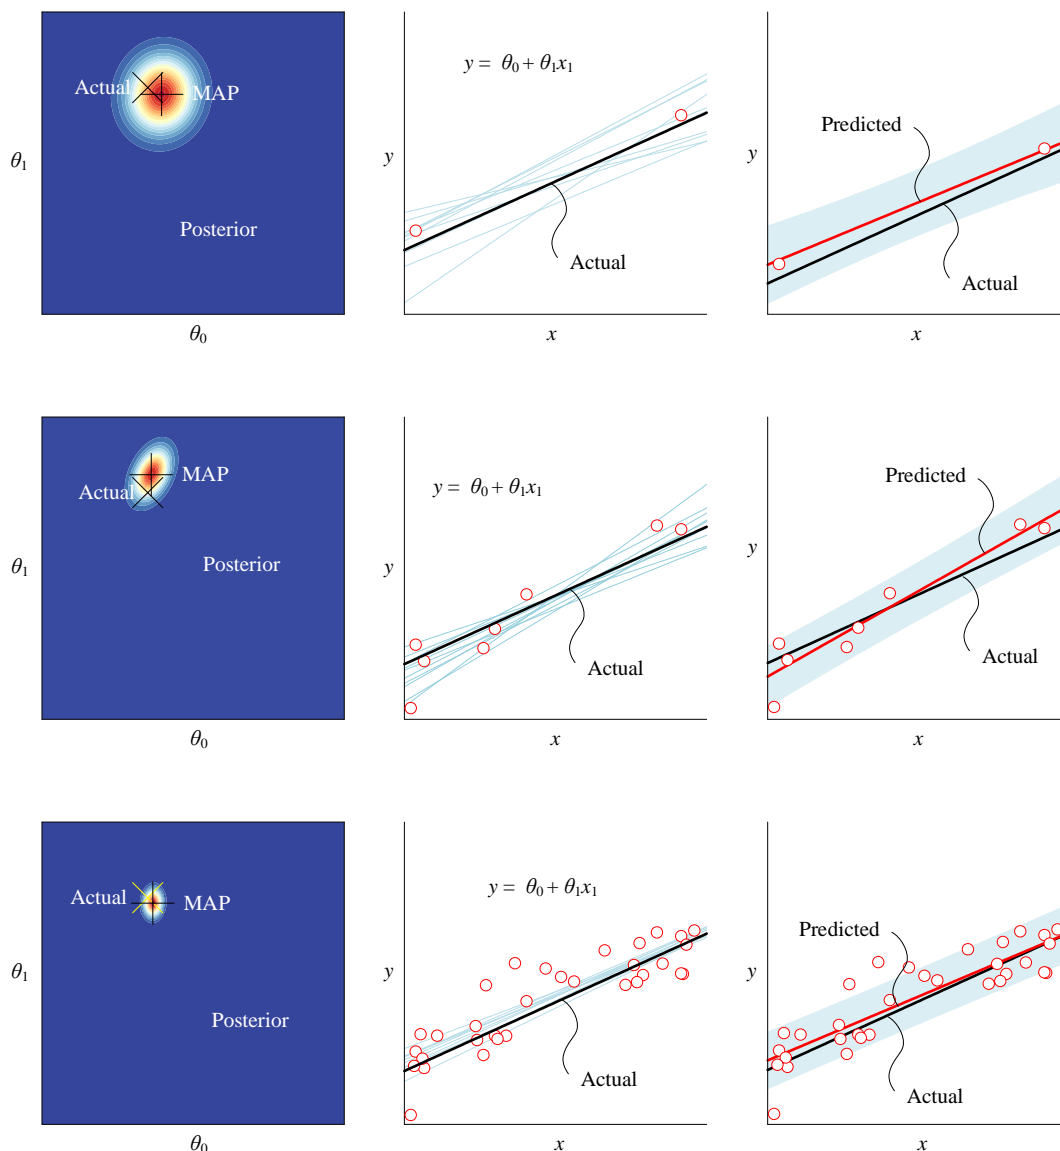 y = θ0 + θ1x1
Actual
MAP
Predicted
θ1
y
y
Posterior
Actual
Actual
θ0
x
x
y = θ0 + θ1x1
MAP
Predicted
Actual
θ1
Posterior
y
y
Actual
Actual
θ0
x
x
y = θ0 + θ1x1
Actual
MAP
Predicted
θ1
y
y
Posterior
Actual
Actual
θ0
x
x